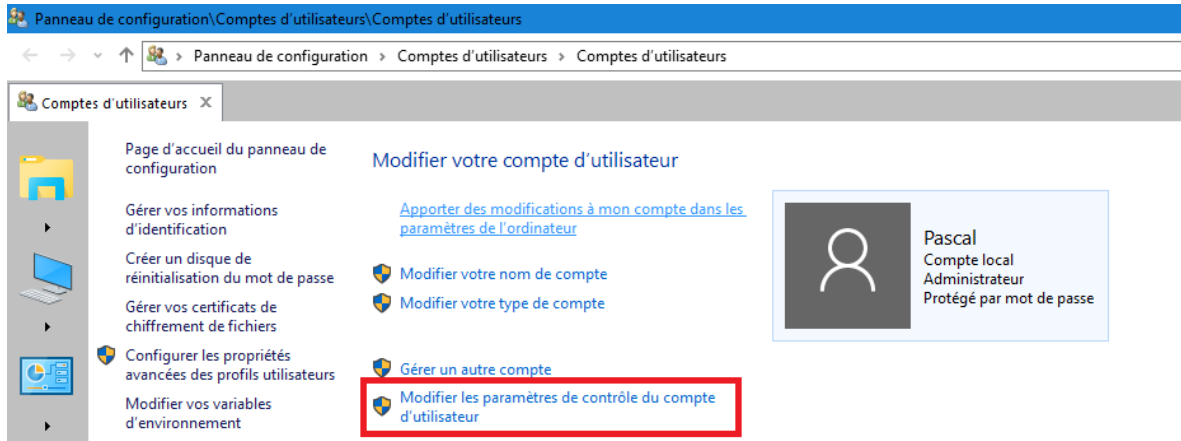 Panneau de configuration\Comptes d'utilisateurs\Comptes d'utilisateurs
Panneau de configuration > Comptes d'utilisateurs > Comptes d'utilisateurs
Comptes d'utilisateurs X
Page d'accueil du panneau de
configuration
Gérer vos informations
d'identification
Créer un disque de
réinitialisation du mot de passe
Gérer vos certificats de
chiffrement de fichiers
Configurer les propriétés
avancées des profils utilisateurs
Modifier vos variables
d'environnement
Modifier votre compte d'utilisateur
Apporter des modifications à mon compte dans les
paramètres de l'ordinateur
Modifier votre nom de compte
Modifier votre type de compte
Gérer un autre compte
Modifier les paramètres de contrôle du compte
d'utilisateur
Pascal
Compte local
Administrateur
Protégé par mot de passe